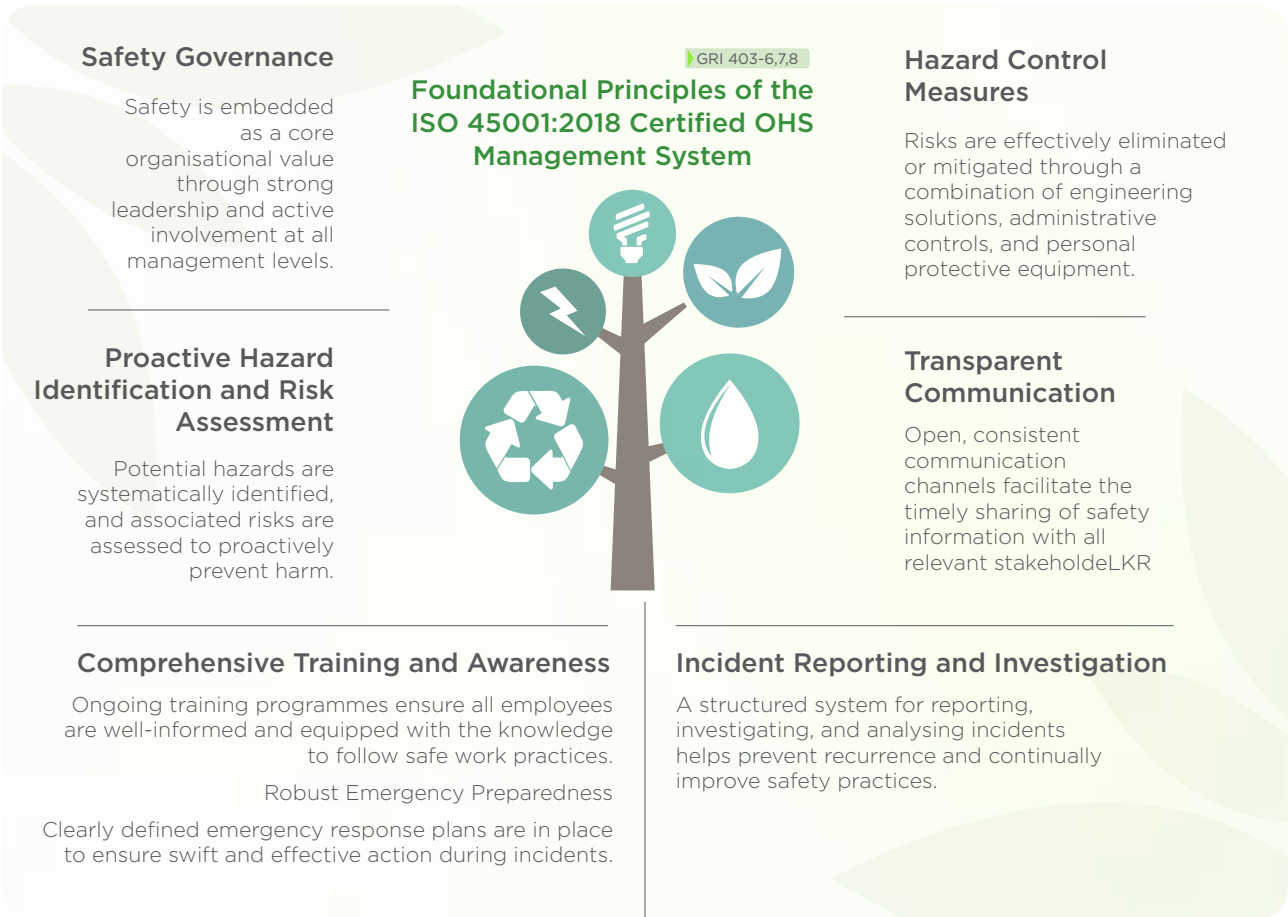 GRI 403-6,7,8
Foundational Principles of the
ISO 45001:2018 Certified OHS
Management System
Safety Governance
Safety is embedded
as a core
organisational value
through strong
leadership and active
involvement at all
management levels.
Proactive Hazard
Identification and Risk
Assessment
Potential hazards are
systematically identified,
and associated risks are
assessed to proactively
prevent harm.
Hazard Control
Measures
Risks are effectively eliminated
or mitigated through a
combination of engineering
solutions, administrative
controls, and personal
protective equipment.
Transparent
Communication
Open, consistent
communication
channels facilitate the
timely sharing of safety
information with all
relevant stakeholdeLKR
Comprehensive Training and Awareness
Ongoing training programmes ensure all employees
are well-informed and equipped with the knowledge
to follow safe work practices.
Robust Emergency Preparedness
Clearly defined emergency response plans are in place
to ensure swift and effective action during incidents.
Incident Reporting and Investigation
A structured system for reporting,
investigating, and analysing incidents
helps prevent recurrence and continually
improve safety practices.